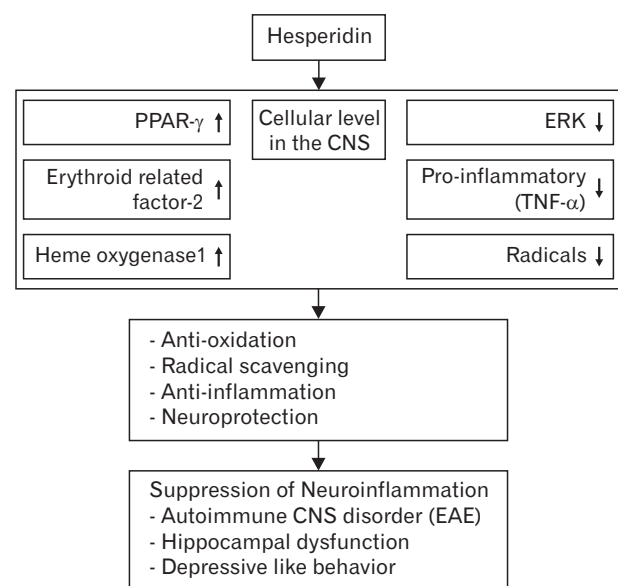 Hesperidin
PPAR-γ ↑
Cellular level
in the CNS
ERK ↓
Erythroid related
factor-2 ↑
Pro-inflammatory
(TNF-α) ↓
Heme oxygenase1 ↑
Radicals ↓
- Anti-oxidation
- Radical scavenging
- Anti-inflammation
- Neuroprotection
Suppression of Neuroinflammation
- Autoimmune CNS disorder (EAE)
- Hippocampal dysfunction
- Depressive like behavior